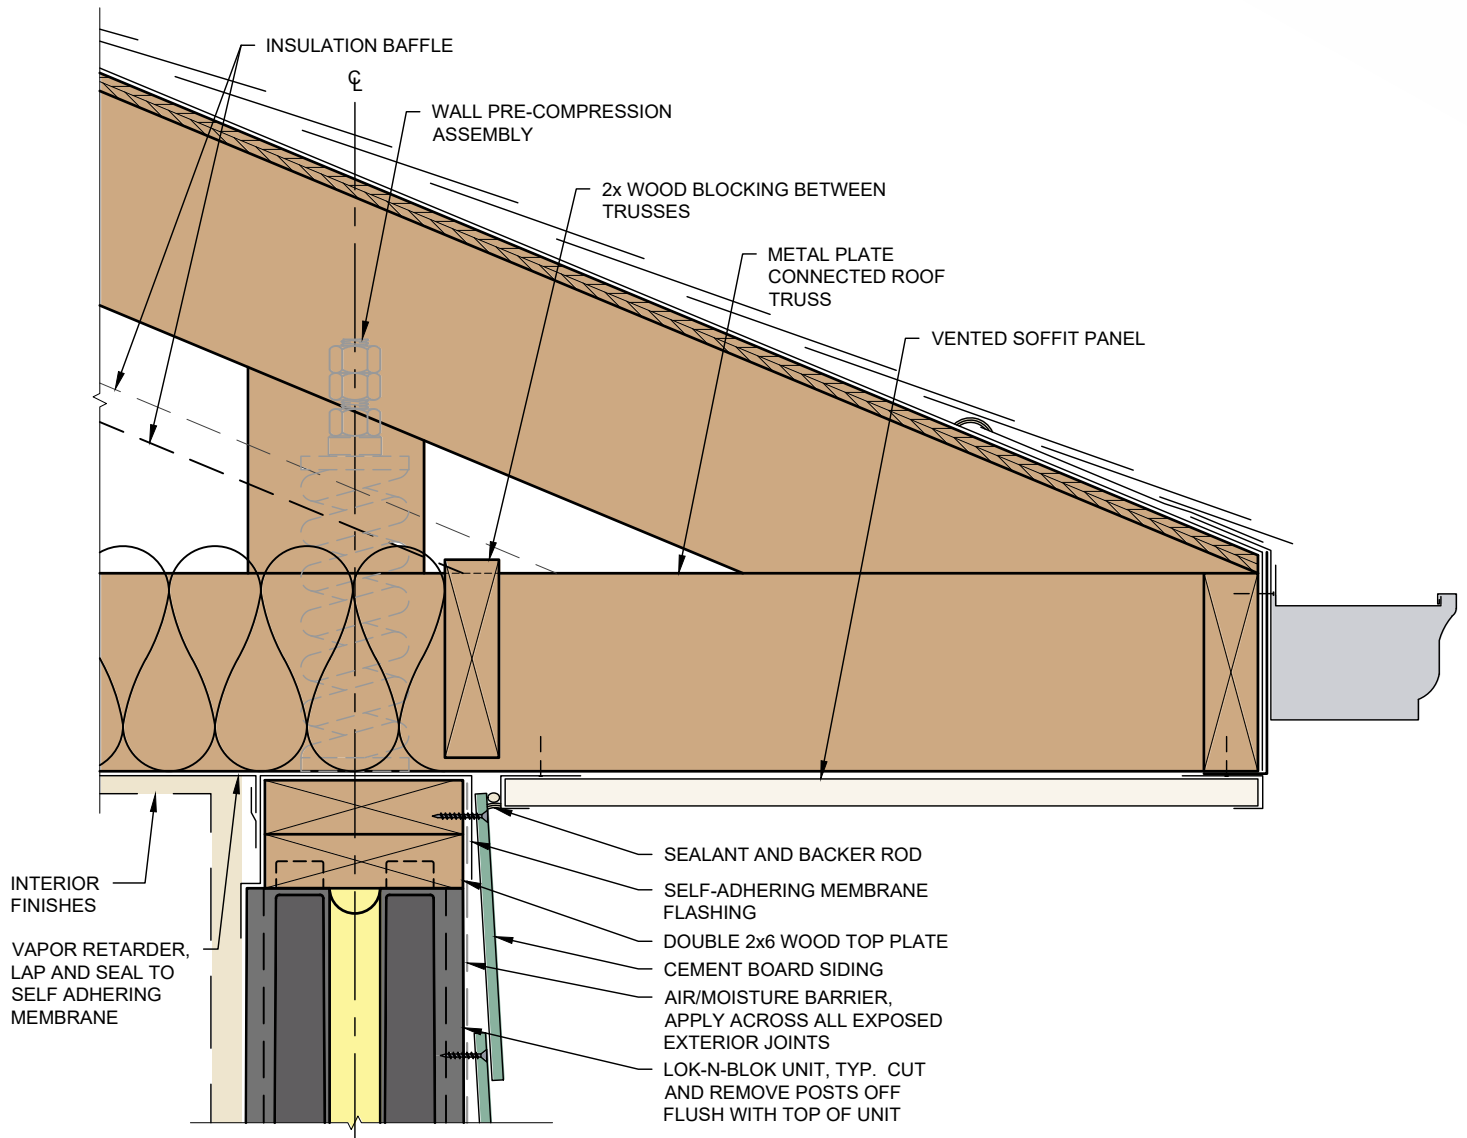 INSULATION BAFFLE
℄
WALL PRE-COMPRESSION
ASSEMBLY
2x WOOD BLOCKING BETWEEN
TRUSSES
METAL PLATE
CONNECTED ROOF
TRUSS
VENTED SOFFIT PANEL
SEALANT AND BACKER ROD
SELF-ADHERING MEMBRANE
FLASHING
DOUBLE 2x6 WOOD TOP PLATE
CEMENT BOARD SIDING
AIR/MOISTURE BARRIER,
APPLY ACROSS ALL EXPOSED
EXTERIOR JOINTS
LOK-N-BLOK UNIT, TYP. CUT
AND REMOVE POSTS OFF
FLUSH WITH TOP OF UNIT
INTERIOR
FINISHES
VAPOR RETARDER,
LAP AND SEAL TO
SELF ADHERING
MEMBRANE